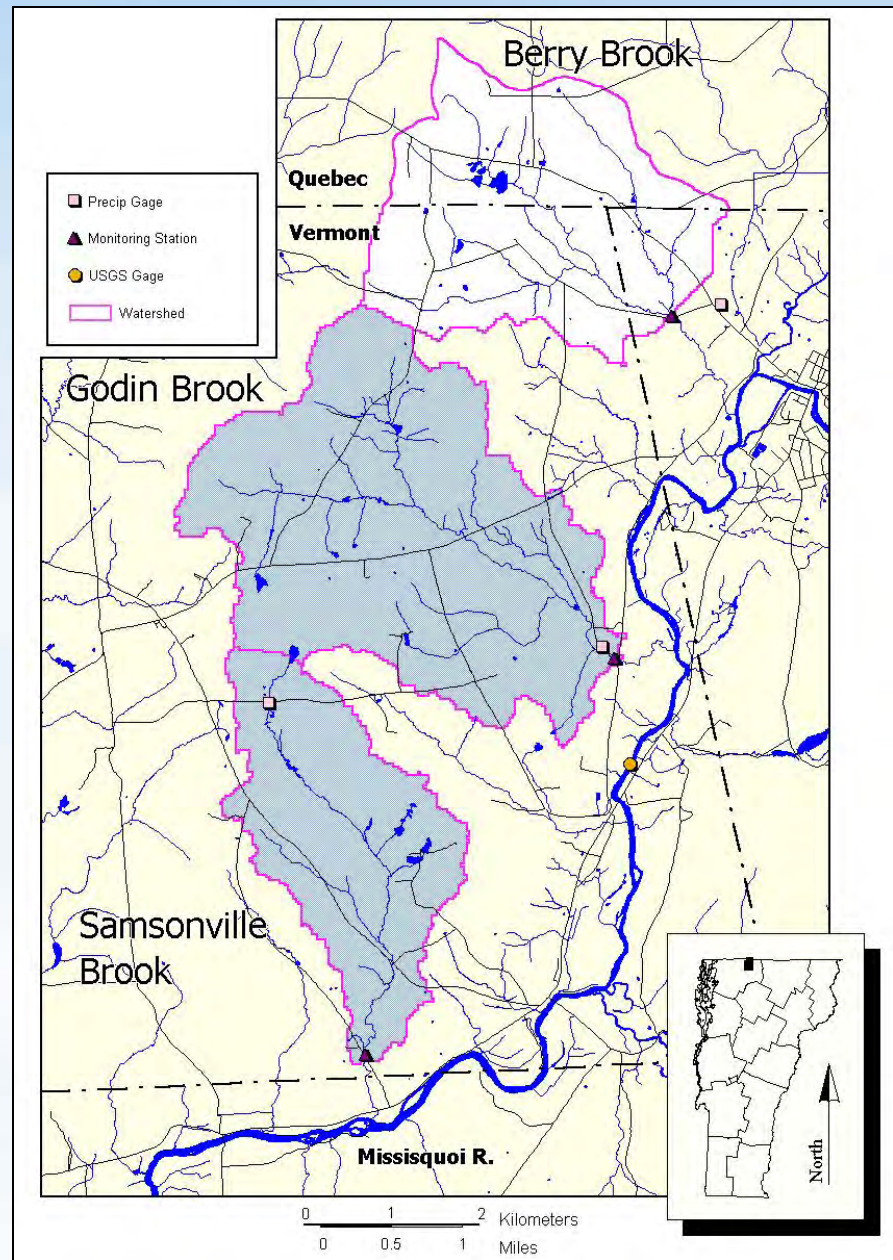 Berry Brook
Quebec
Vermont
Precip Gage
Monitoring Station
USGS Gage
Watershed
Godin Brook
Samsonville
Brook
Missisquoi R.
North
0 1 2 Kilometers
0 0.5 1 Miles